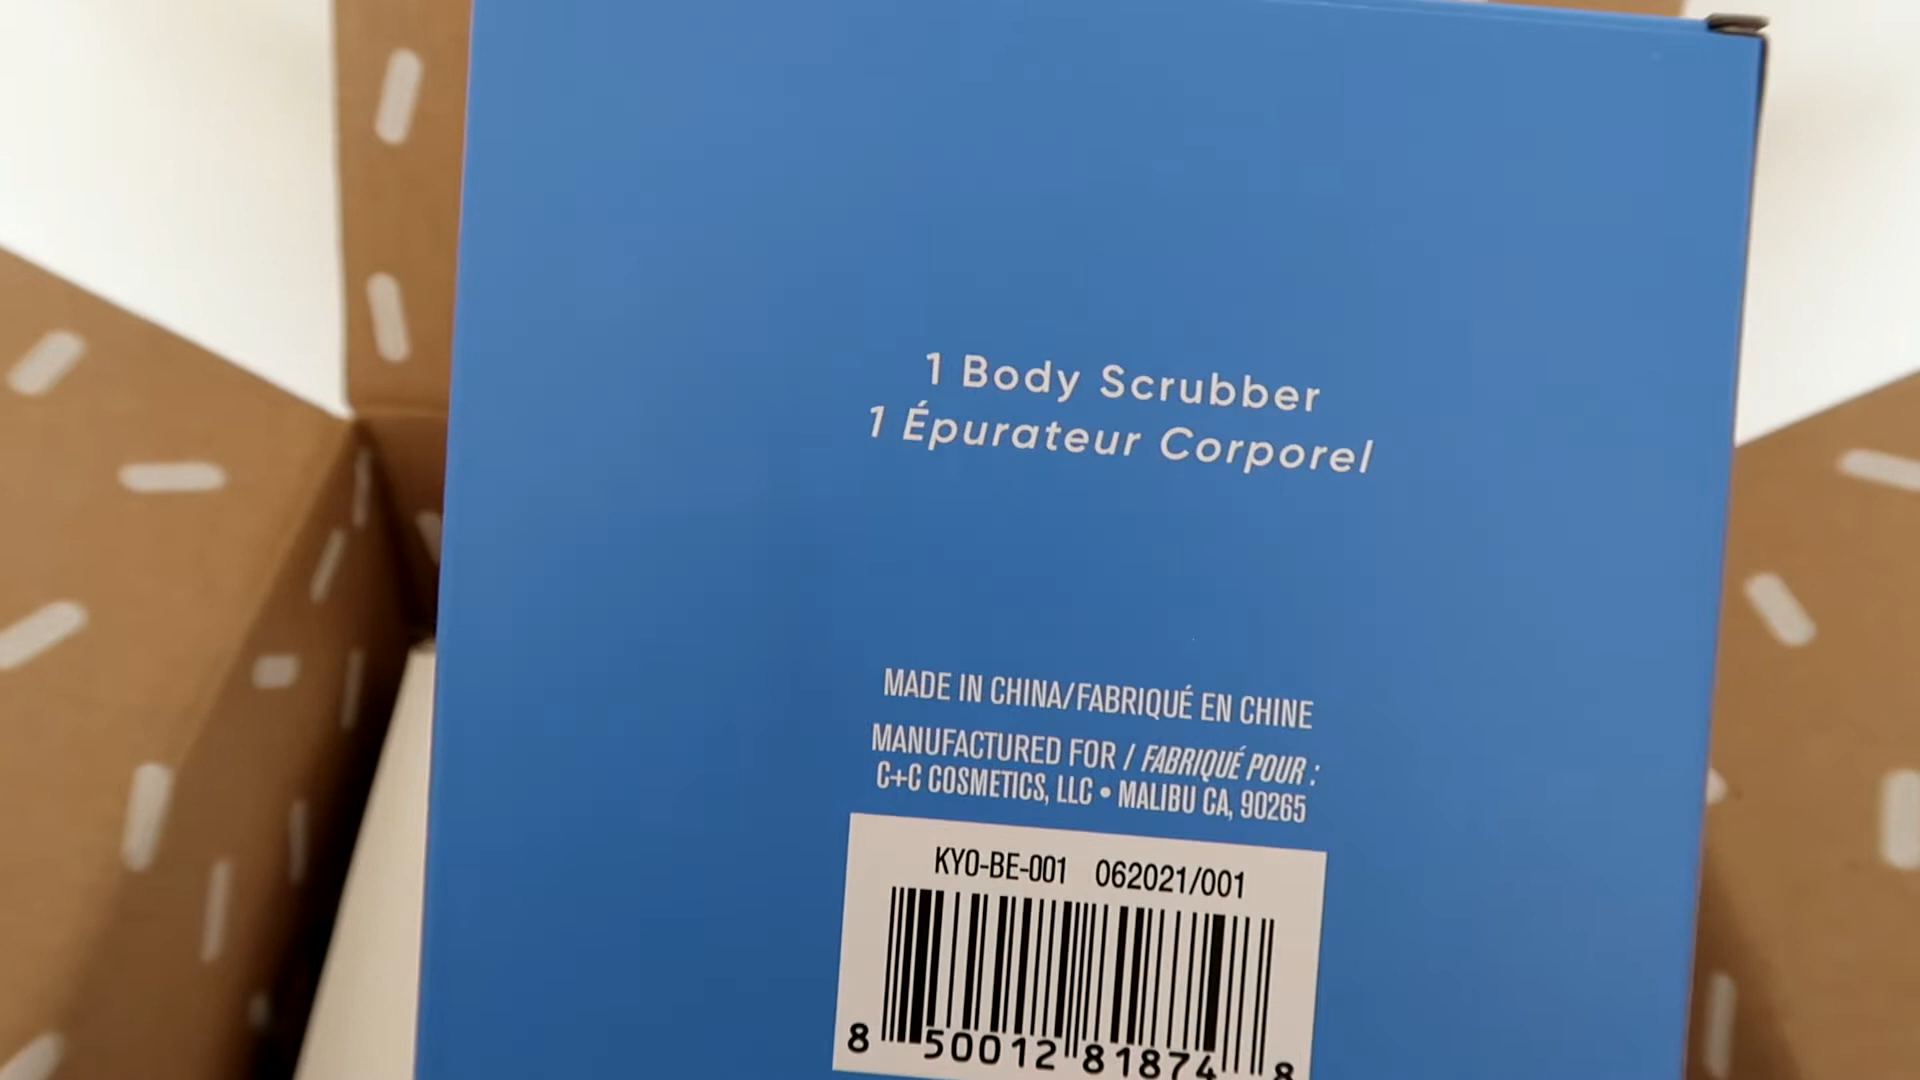 1 Body Scrubber
1 Épurateur Corporel
MADE IN CHINA/FABRIQUÉ EN CHINE
MANUFACTURED FOR / FABRIQUÉ POUR :
C+C COSMETICS, LLC • MALIBU CA, 90265
KYO-BE-001 062021/001
8 50012 81874 8